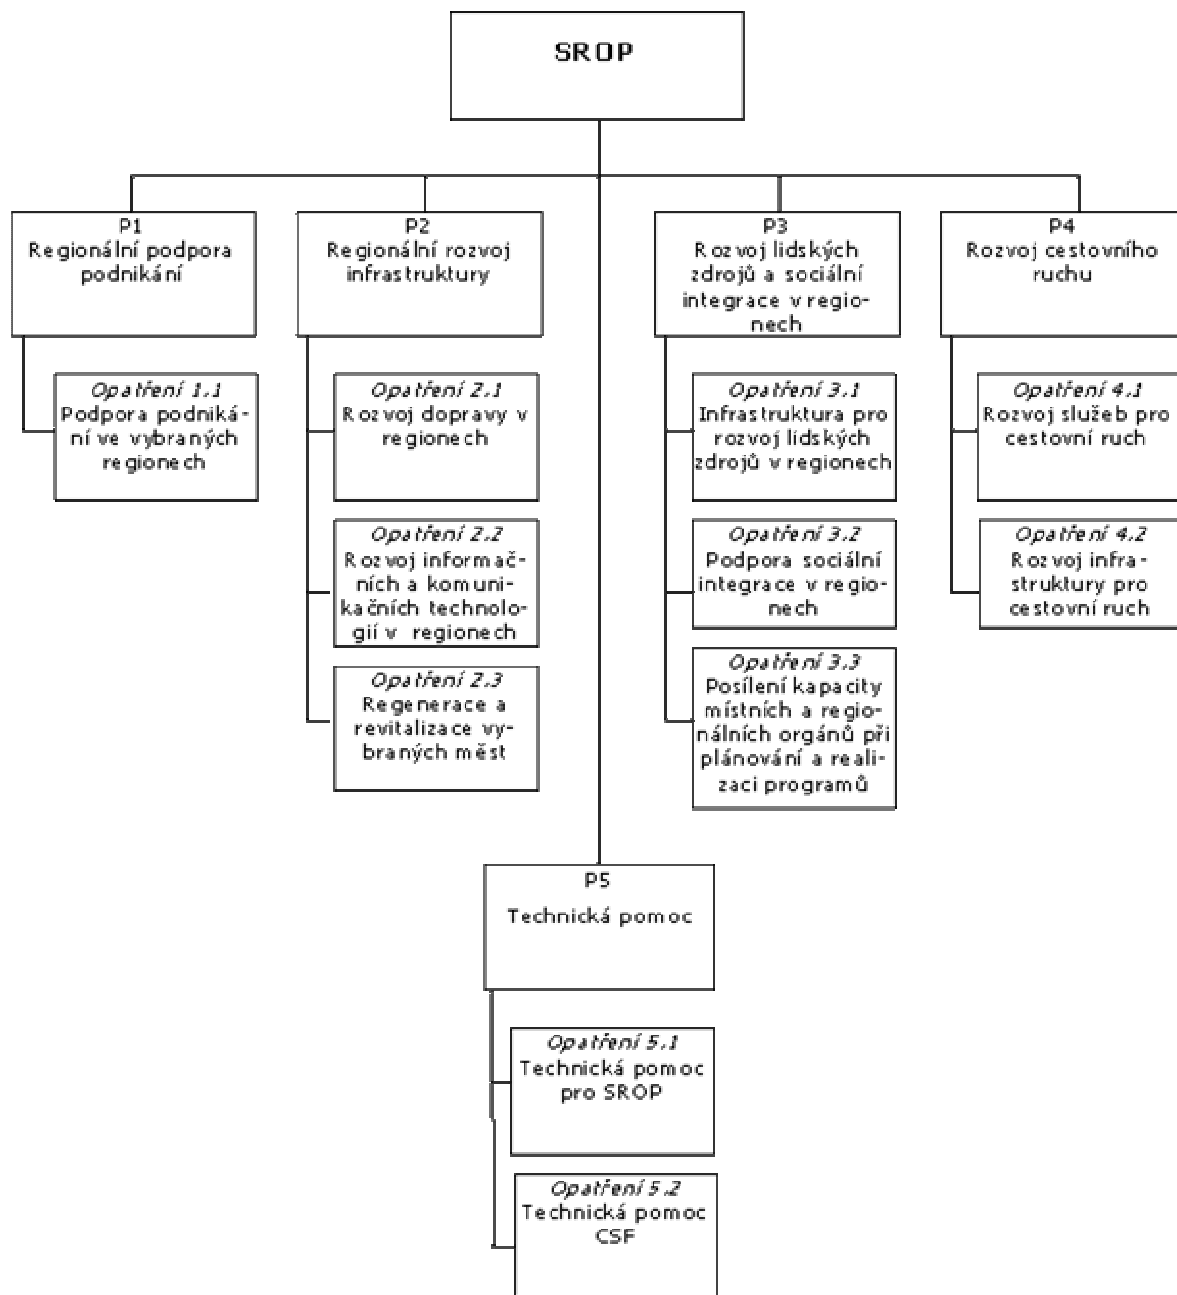 SROP
P1
Regionální podpora
podnikání
P2
Regionální rozvoj
infrastruktury
P3
Rozvoj lidských
zdrojů a sociální
integrace v regio-
nech
P4
Rozvoj cestovního
ruchu
Opatření 1.1
Podpora podniká-
ní ve vybraných
regionech
Opatření 2.1
Rozvoj dopravy v
regionech
Opatření 2.2
Rozvoj informač-
ních a komuni-
kačních technolo-
gií v regionech
Opatření 2.3
Regenerace a
revitalizace vy-
braných měst
Opatření 3.1
Infrastruktura pro
rozvoj lidských
zdrojů v regionech
Opatření 3.2
Podpora sociální
integrace v regio-
nech
Opatření 3.3
Posílení kapacity
místních a regio-
nálních orgánů při
plánování a reali-
zaci programů
Opatření 4.1
Rozvoj služeb pro
cestovní ruch
Opatření 4.2
Rozvoj infra-
struktury pro
cestovní ruch
P5
Technická pomoc
Opatření 5.1
Technická pomoc
pro SROP
Opatření 5.2
Technická pomoc
CSF